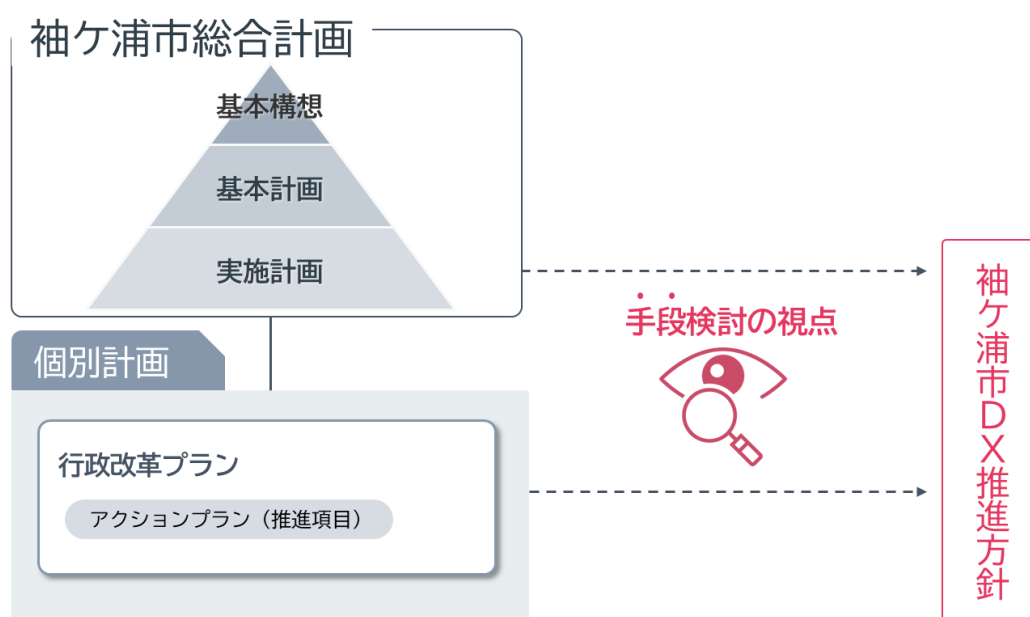 袖ケ浦市総合計画
基本構想
基本計画
実施計画
手段検討の視点
個別計画
行政改革プラン
アクションプラン（推進項目）
袖ケ浦市DX推進方針